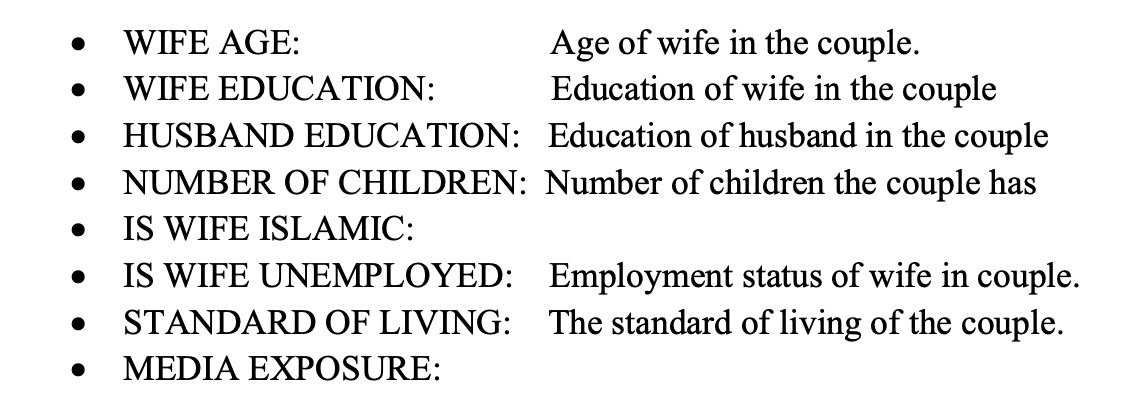 • WIFE AGE: Age of wife in the couple.
• WIFE EDUCATION: Education of wife in the couple
• HUSBAND EDUCATION: Education of husband in the couple
• NUMBER OF CHILDREN: Number of children the couple has
• IS WIFE ISLAMIC:
• IS WIFE UNEMPLOYED: Employment status of wife in couple.
• STANDARD OF LIVING: The standard of living of the couple.
• MEDIA EXPOSURE: